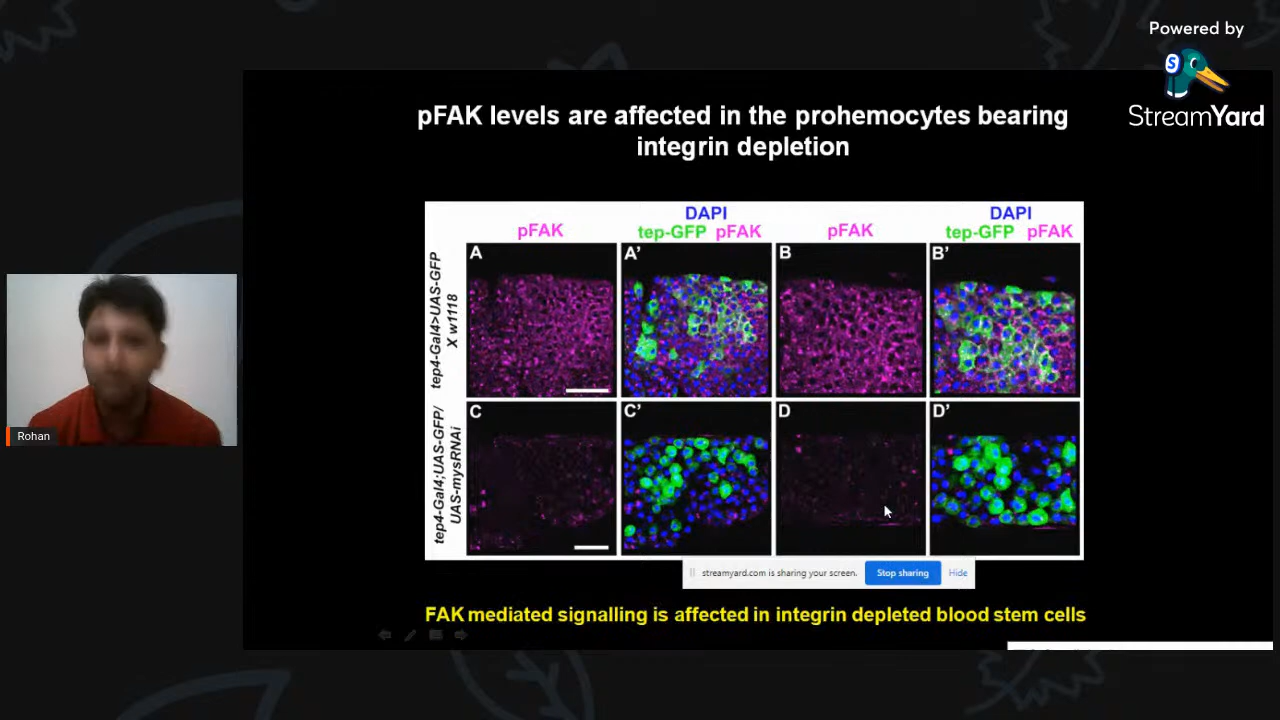 Powered by
StreamYard
pFAK levels are affected in the prohemocytes bearing
integrin depletion
DAPI
DAPI
pFAK
tep-GFP pFAK
pFAK
tep-GFP pFAK
tep4-Gal4>UAS-GFP
X w1118
A
A'
B
B'
tep4-Gal4;UAS-GFP/
UAS-mysRNAi
C
C'
D
D'
Rohan
streamyard.com is sharing your screen.
Stop sharing
Hide
FAK mediated signalling is affected in integrin depleted blood stem cells